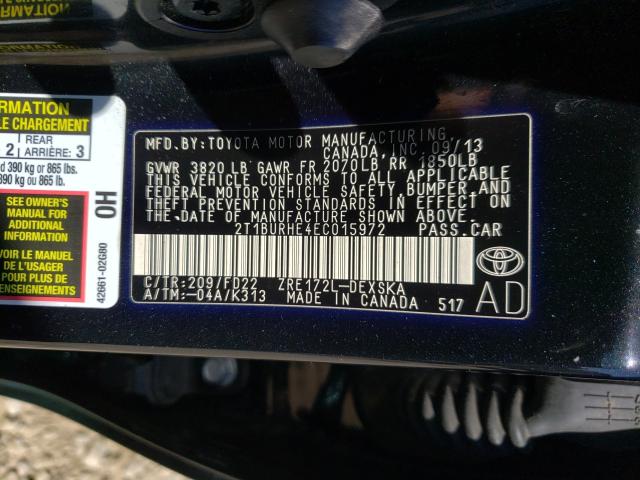 ORMATION
LE CHARGEMENT
2 REAR
ARRIÈRE: 3
d 390 kg or 865 lbs.
390 kg ou 865 lb.
SEE OWNER'S
MANUAL FOR
ADDITIONAL
INFORMATION
VOIR LE MANUEL
DE L'USAGER
POUR PLUS DE
OH
42661-02G80
MFD.BY:TOYOTA MOTOR MANUFACTURING,
CANADA, INC. 09/13
GVWR 3820 LB GAWR FR 2070LB RR 1850LB
THIS VEHICLE CONFORMS TO ALL APPLICABLE
FEDERAL MOTOR VEHICLE SAFETY,BUMPER,AND
THEFT PREVENTION STANDARDS IN EFFECT ON
THE DATE OF MANUFACTURE SHOWN ABOVE.
2T1BURHE4EC015972 PASS.CAR
C/TR:209/FD22 ZRE172L-DEXSKA
A/TM:-04A/K313 MADE IN CANADA 517
AD